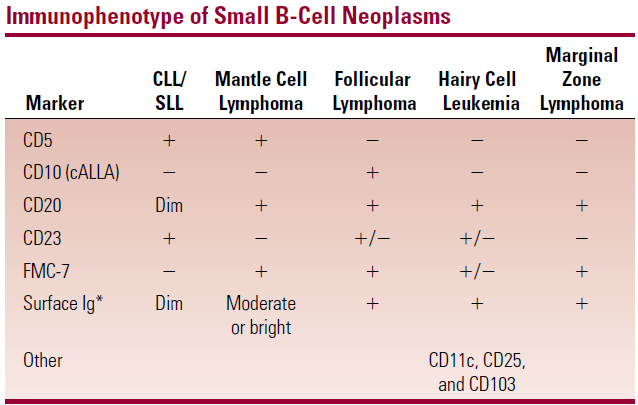 Immunophenotype of Small B-Cell Neoplasms
Marginal
CLL/ Mantle Cell Follicular Hairy Cell Zone
Marker SLL Lymphoma Lymphoma Leukemia Lymphoma
CD5 + + − − −
CD10 (cALLA) − − + − −
CD20 Dim + + + +
CD23 + − +/− +/− −
FMC-7 − + + +/− +
Surface Ig* Dim Moderate + + +
or bright
Other CD11c, CD25,
and CD103